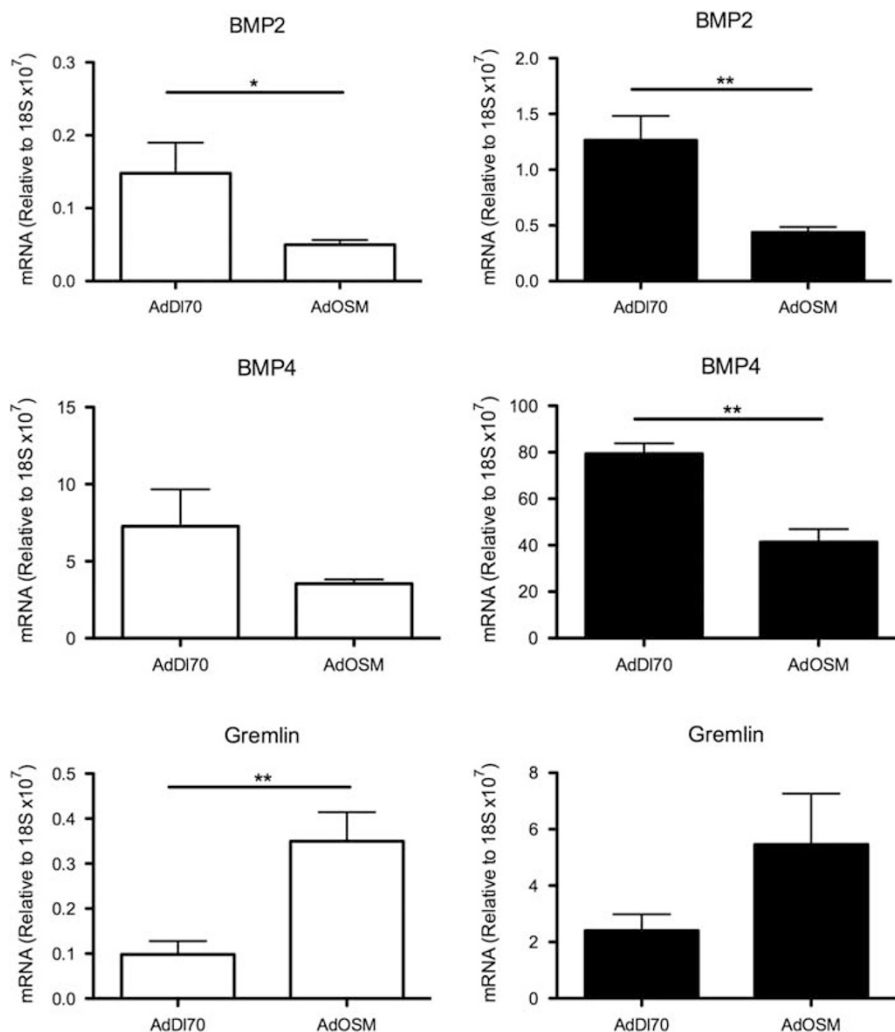 BMP2
mRNA (Relative to 18S x10⁷)
0.3
0.2
0.1
0.0
*
AdDl70
AdOSM
BMP2
mRNA (Relative to 18S x10⁷)
2.0
1.5
1.0
0.5
0.0
**
AdDl70
AdOSM
BMP4
mRNA (Relative to 18S x10⁷)
15
10
5
0
AdDl70
AdOSM
BMP4
mRNA (Relative to 18S x10⁷)
100
80
60
40
20
0
**
AdDl70
AdOSM
Gremlin
mRNA (Relative to 18S x10⁷)
0.5
0.4
0.3
0.2
0.1
0.0
**
AdDl70
AdOSM
Gremlin
mRNA (Relative to 18S x10⁷)
8
6
4
2
0
AdDl70
AdOSM